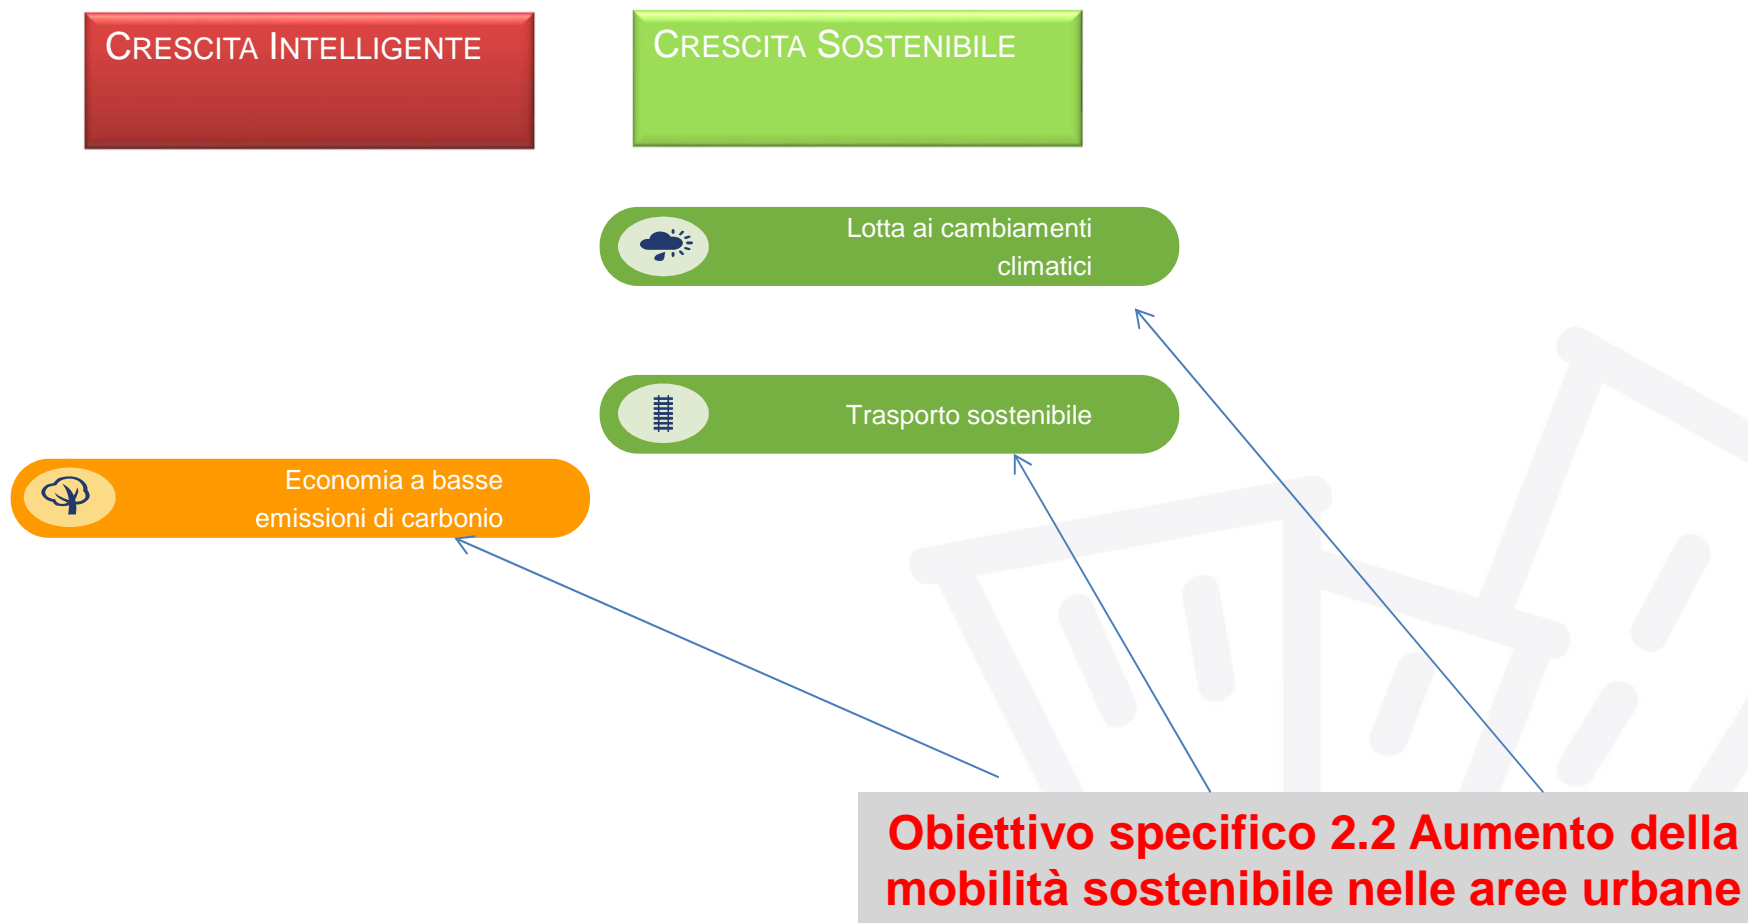 CRESCITA INTELLIGENTE
CRESCITA SOSTENIBILE
Lotta ai cambiamenti
climatici
Trasporto sostenibile
Economia a basse
emissioni di carbonio
Obiettivo specifico 2.2 Aumento della
mobilità sostenibile nelle aree urbane